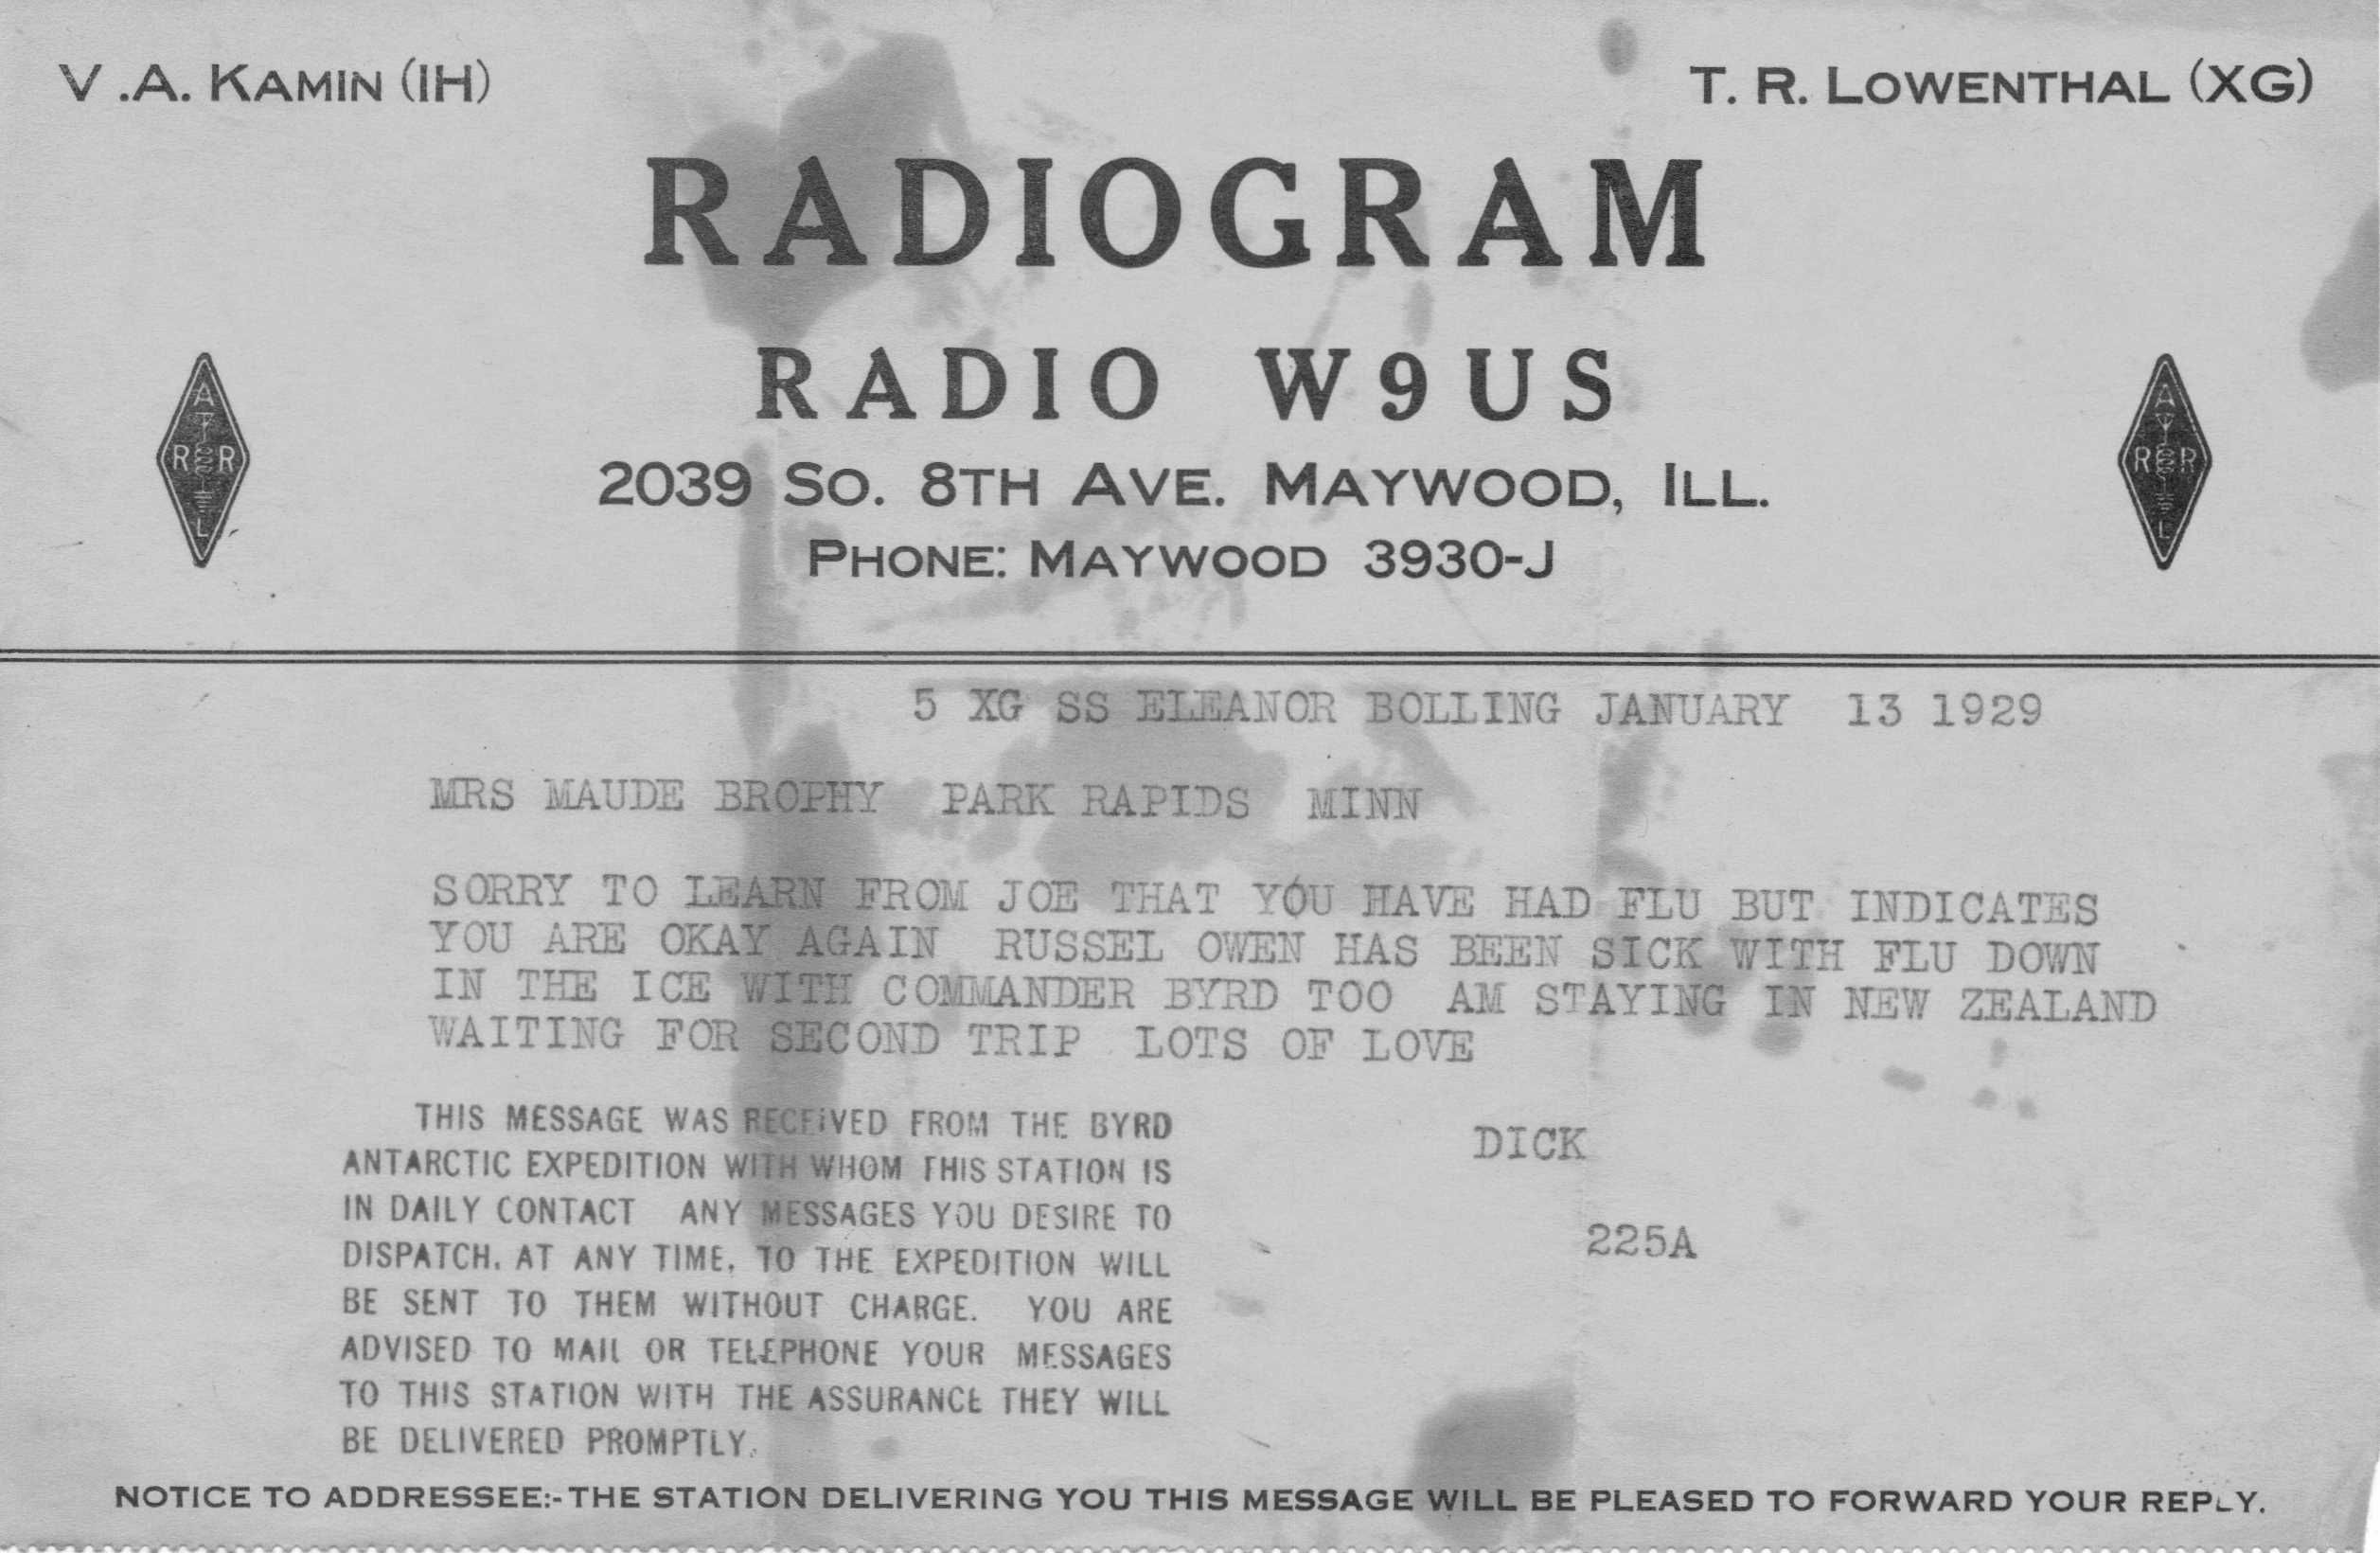 V .A. KAMIN (IH)
T. R. LOWENTHAL (XG)
RADIOGRAM
RADIO W9US
2039 SO. 8TH AVE. MAYWOOD, ILL.
PHONE: MAYWOOD 3930-J
A
R R
L
A
R R
L
5 XG SS ELEANOR BOLLING JANUARY 13 1929
MRS MAUDE BROPHY PARK RAPIDS MINN
SORRY TO LEARN FROM JOE THAT YOU HAVE HAD FLU BUT INDICATES
YOU ARE OKAY AGAIN RUSSEL OWEN HAS BEEN SICK WITH FLU DOWN
IN THE ICE WITH COMMANDER BYRD TOO AM STAYING IN NEW ZEALAND
WAITING FOR SECOND TRIP LOTS OF LOVE
DICK
225A
THIS MESSAGE WAS RECEIVED FROM THE BYRD
ANTARCTIC EXPEDITION WITH WHOM THIS STATION IS
IN DAILY CONTACT ANY MESSAGES YOU DESIRE TO
DISPATCH, AT ANY TIME, TO THE EXPEDITION WILL
BE SENT TO THEM WITHOUT CHARGE. YOU ARE
ADVISED TO MAIL OR TELEPHONE YOUR MESSAGES
TO THIS STATION WITH THE ASSURANCE THEY WILL
BE DELIVERED PROMPTLY.
NOTICE TO ADDRESSEE:-THE STATION DELIVERING YOU THIS MESSAGE WILL BE PLEASED TO FORWARD YOUR REPLY.